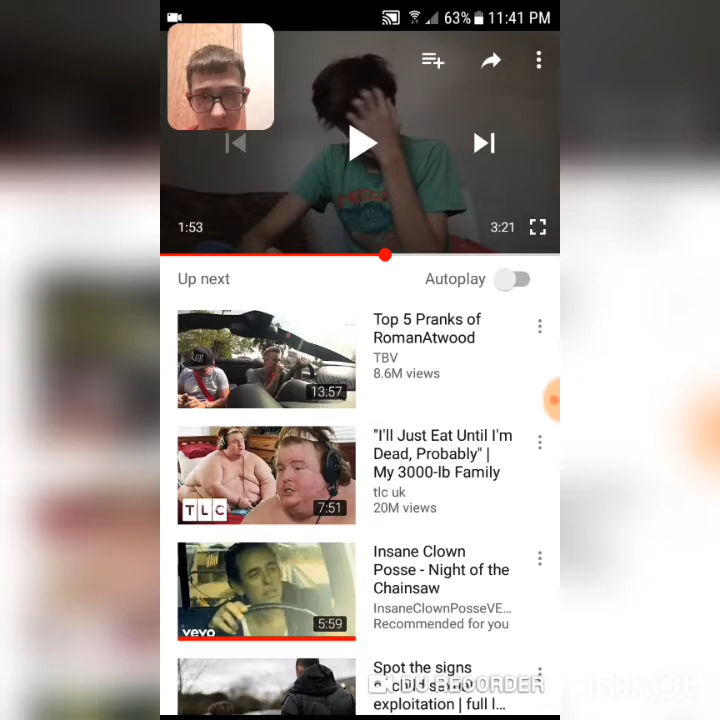 63% 11:41 PM
1:53
3:21
Up next
Autoplay
Top 5 Pranks of
RomanAtwood
TBV
8.6M views
13:57
"I'll Just Eat Until I'm
Dead, Probably" |
My 3000-lb Family
tlc uk
20M views
7:51
TLC
Insane Clown
Posse - Night of the
Chainsaw
InsaneClownPosseVE...
Recommended for you
5:59
vevo
Spot the signs
of child sexual
exploitation | full l...
DU RECORDER